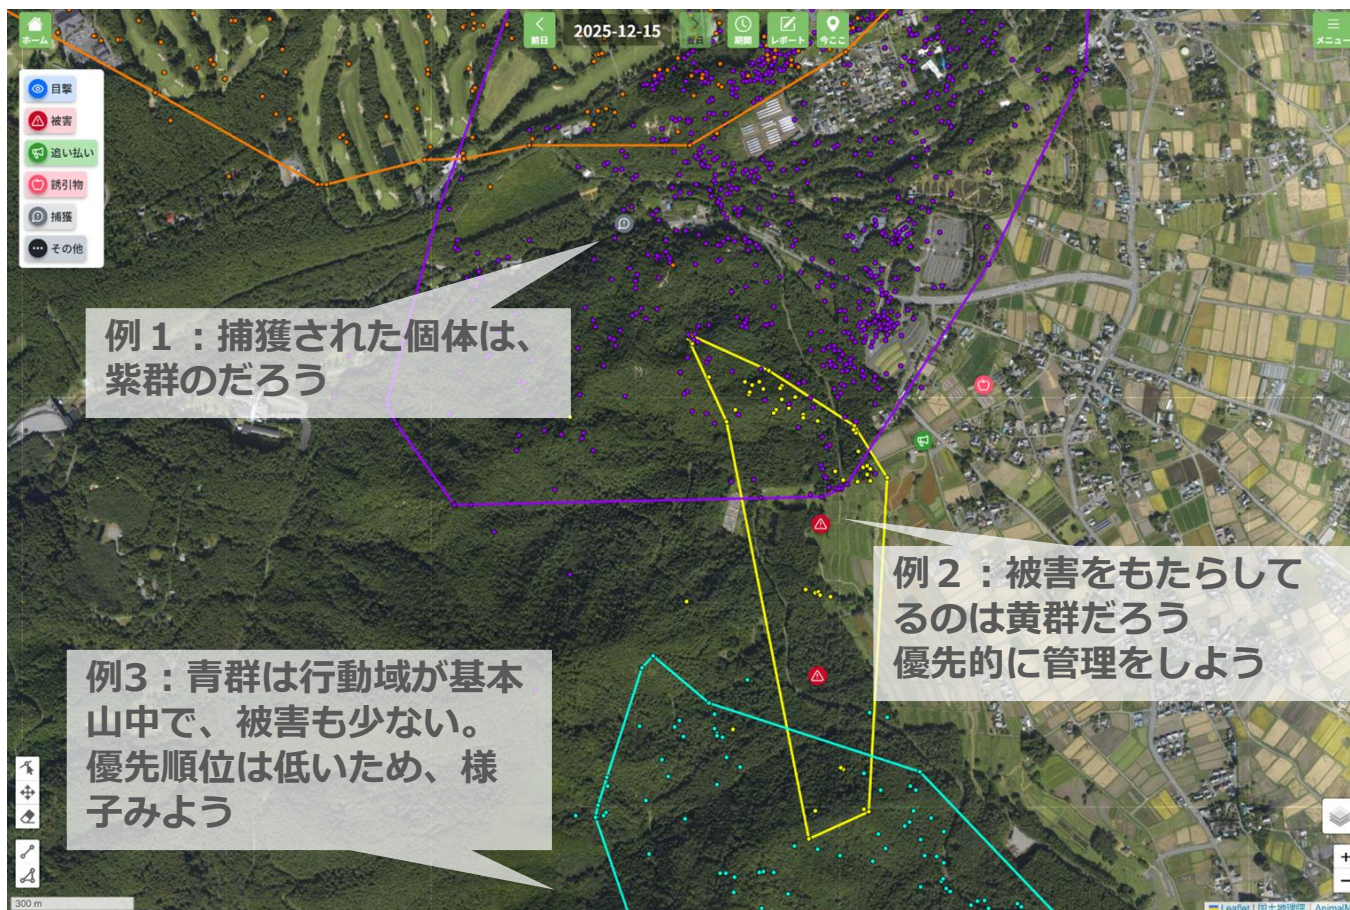 ホーム
前日
2025-12-15
翌日
期間
レポート
今ここ
メニュー
目撃
被害
追い払い
誘引物
捕獲
その他
例１：捕獲された個体は、
紫群のだろう
例２：被害をもたらして
るのは黄群だろう
優先的に管理をしよう
例3：青群は行動域が基本
山中で、被害も少ない。
優先順位は低いため、様
子みよう
300 m
+
−
Leaflet | 国土地理院 | AnimalM